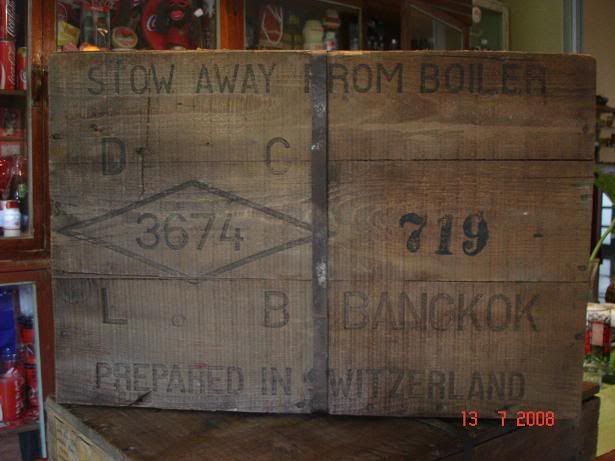 STOW AWAY FROM BOILER
D C
3674 719
L B BANGKOK
PREPARED IN SWITZERLAND
13 7 2008